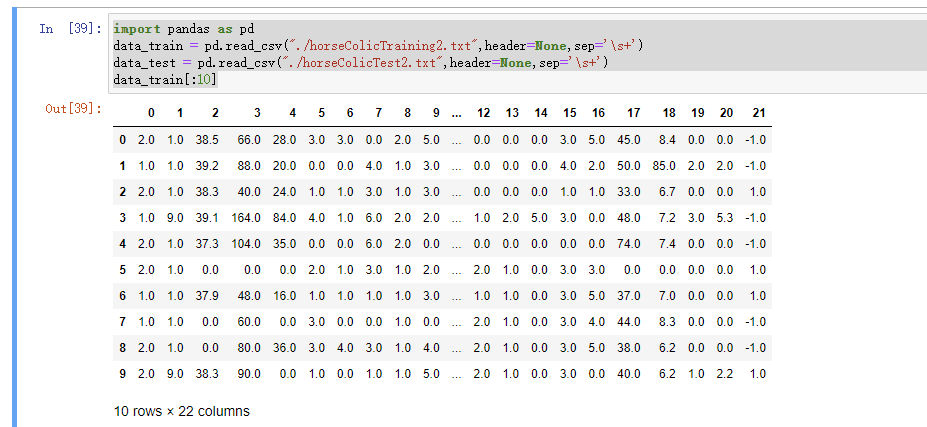 In [39]:
import pandas as pd
data_train = pd.read_csv("./horseColicTraining2.txt",header=None,sep='\s+')
data_test = pd.read_csv("./horseColicTest2.txt",header=None,sep='\s+')
data_train[:10]
Out[39]:
0 1 2 3 4 5 6 7 8 9 ... 12 13 14 15 16 17 18 19 20 21
0 2.0 1.0 38.5 66.0 28.0 3.0 3.0 0.0 2.0 5.0 ... 0.0 0.0 0.0 3.0 5.0 45.0 8.4 0.0 0.0 -1.0
1 1.0 1.0 39.2 88.0 20.0 0.0 0.0 4.0 1.0 3.0 ... 0.0 0.0 0.0 4.0 2.0 50.0 85.0 2.0 2.0 -1.0
2 2.0 1.0 38.3 40.0 24.0 1.0 1.0 3.0 1.0 3.0 ... 0.0 0.0 0.0 1.0 1.0 33.0 6.7 0.0 0.0 1.0
3 1.0 9.0 39.1 164.0 84.0 4.0 1.0 6.0 2.0 2.0 ... 1.0 2.0 5.0 3.0 0.0 48.0 7.2 3.0 5.3 -1.0
4 2.0 1.0 37.3 104.0 35.0 0.0 0.0 6.0 2.0 0.0 ... 0.0 0.0 0.0 0.0 0.0 74.0 7.4 0.0 0.0 -1.0
5 2.0 1.0 0.0 0.0 0.0 2.0 1.0 3.0 1.0 2.0 ... 2.0 1.0 0.0 3.0 3.0 0.0 0.0 0.0 0.0 1.0
6 1.0 1.0 37.9 48.0 16.0 1.0 1.0 1.0 1.0 3.0 ... 1.0 1.0 0.0 3.0 5.0 37.0 7.0 0.0 0.0 1.0
7 1.0 1.0 0.0 60.0 0.0 3.0 0.0 0.0 1.0 0.0 ... 2.0 1.0 0.0 3.0 4.0 44.0 8.3 0.0 0.0 -1.0
8 2.0 1.0 0.0 80.0 36.0 3.0 4.0 3.0 1.0 4.0 ... 2.0 1.0 0.0 3.0 5.0 38.0 6.2 0.0 0.0 -1.0
9 2.0 9.0 38.3 90.0 0.0 1.0 0.0 1.0 1.0 5.0 ... 2.0 1.0 0.0 3.0 0.0 40.0 6.2 1.0 2.2 1.0
10 rows × 22 columns